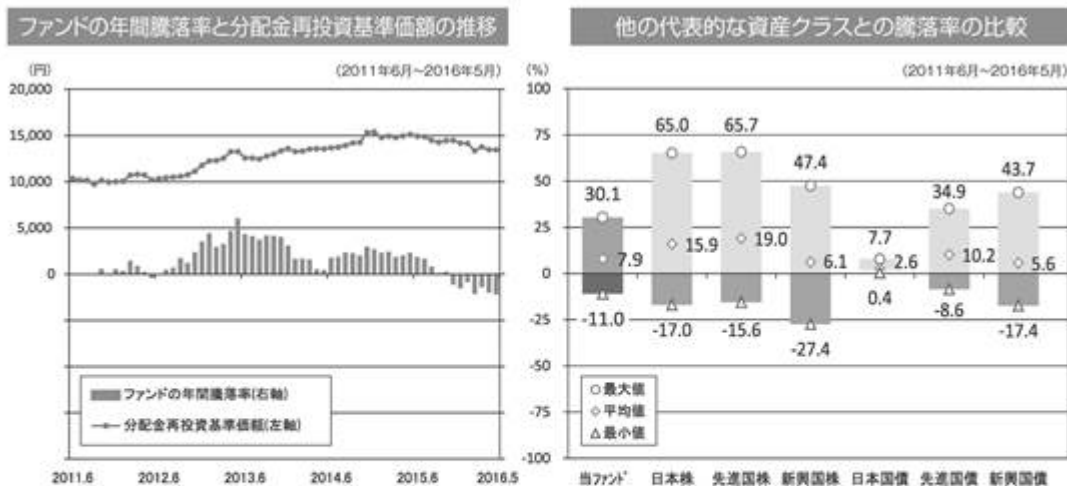 ファンドの年間騰落率と分配金再投資基準価額の推移
(円)
(2011年6月~2016年5月)
20,000
15,000
10,000
5,000
0
ファンドの年間騰落率(右軸)
分配金再投資基準価額(左軸)
2011.6 2012.6 2013.6 2014.6 2015.6 2016.5
他の代表的な資産クラスとの騰落率の比較
(%)
(2011年6月~2016年5月)
100
75
50
25
0
-25
-50
-75
-100
65.0 65.7
47.4
43.7
34.9
30.1
15.9 19.0
7.9 6.1 7.7 2.6 10.2 5.6
0.4
-11.0 -17.0 -15.6 -27.4 -8.6 -17.4
最大値
平均値
最小値
当ファンド 日本株 先進国株 新興国株 日本国債 先進国債 新興国債